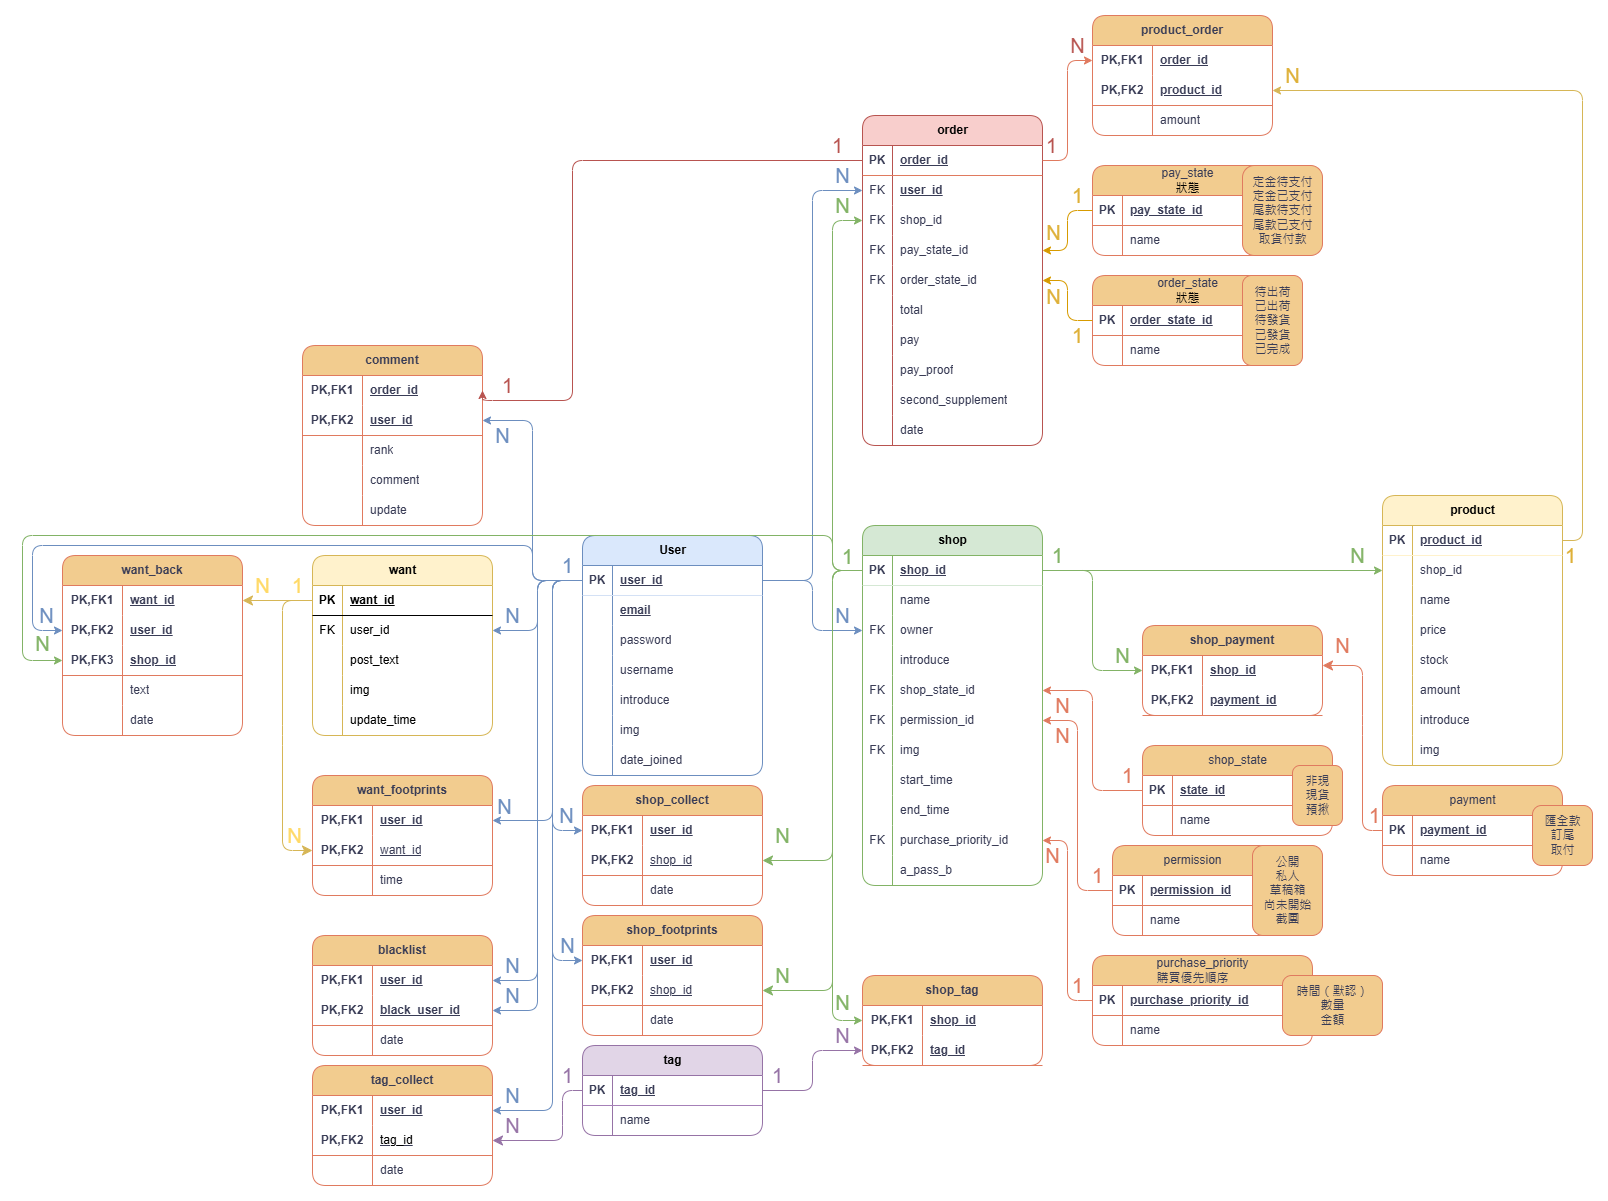 product_order
PK,FK1 order_id
PK,FK2 product_id
amount
order
PK order_id
FK user_id
FK shop_id
FK pay_state_id
FK order_state_id
total
pay
pay_proof
second_supplement
date
pay_state
狀態
PK pay_state_id
name
定金待支付
定金已支付
尾款待支付
尾款已支付
取貨付款
order_state
狀態
PK order_state_id
name
待出荷
已出荷
待發貨
已發貨
已完成
comment
PK,FK1 order_id
PK,FK2 user_id
rank
comment
update
want_back
PK,FK1 want_id
PK,FK2 user_id
PK,FK3 shop_id
text
date
want
PK want_id
FK user_id
post_text
img
update_time
User
PK user_id
email
password
username
introduce
img
date_joined
shop
PK shop_id
name
FK owner
introduce
FK shop_state_id
FK permission_id
FK img
start_time
end_time
FK purchase_priority_id
a_pass_b
product
PK product_id
shop_id
name
price
stock
amount
introduce
img
shop_payment
PK,FK1 shop_id
PK,FK2 payment_id
shop_state
PK state_id
name
非現
現貨
預揪
payment
PK payment_id
name
匯全款
訂尾
取付
permission
PK permission_id
name
公開
私人
草稿箱
尚未開始
截團
purchase_priority
購買優先順序
PK purchase_priority_id
name
時間（默認）
數量
金額
want_footprints
PK,FK1 user_id
PK,FK2 want_id
time
shop_collect
PK,FK1 user_id
PK,FK2 shop_id
date
blacklist
PK,FK1 user_id
PK,FK2 black_user_id
date
shop_footprints
PK,FK1 user_id
PK,FK2 shop_id
date
shop_tag
PK,FK1 shop_id
PK,FK2 tag_id
tag_collect
PK,FK1 user_id
PK,FK2 tag_id
date
tag
PK tag_id
name
N
N
1
1
N
N
1
N
N
1
1
N
1
1
N
1
N
1
N
1
N
N
N
N
N
N
N
1
N
1
N
N
N
N
1
1
N
N
N
1
N
N
N
N
1
1
N
N